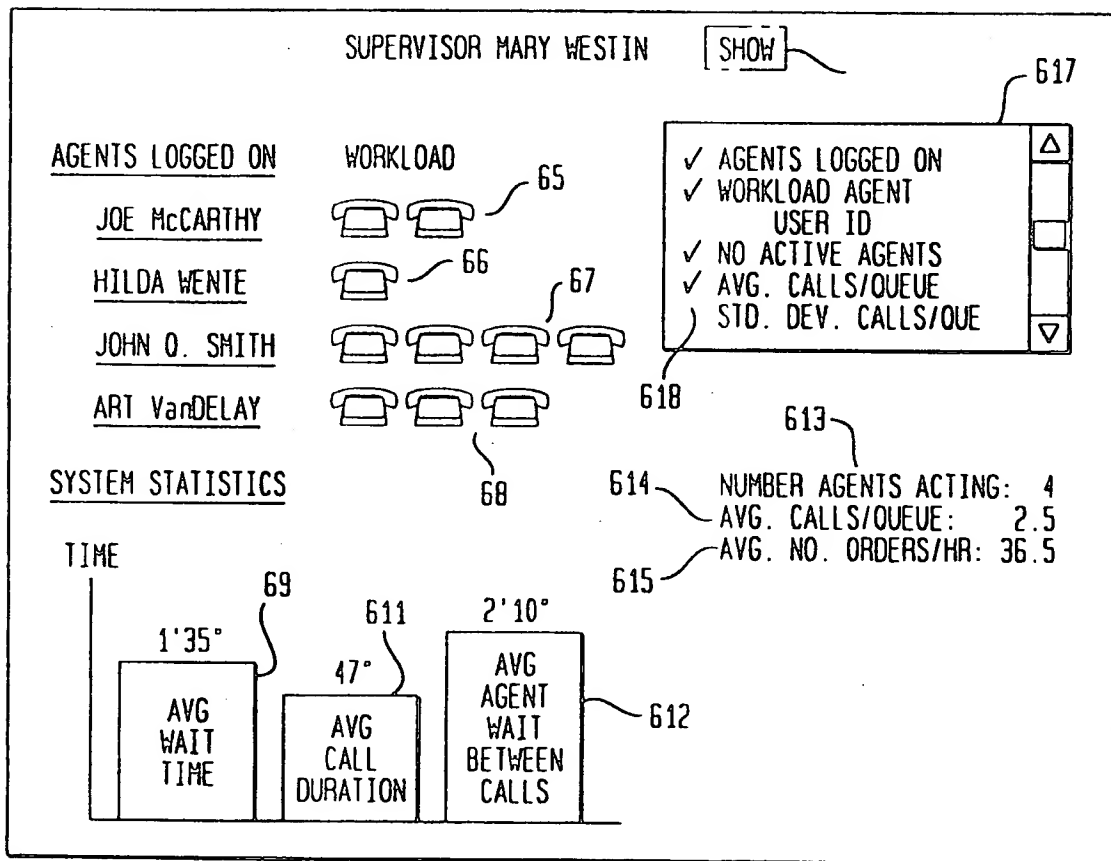 SUPERVISOR MARY WESTIN SHOW
617
AGENTS LOGGED ON WORKLOAD
65
JOE McCARTHY
66
HILDA WENTE
67
JOHN Q. SMITH
ART VanDELAY
68
✓ AGENTS LOGGED ON
✓ WORKLOAD AGENT
USER ID
✓ NO ACTIVE AGENTS
✓ AVG. CALLS/QUEUE
STD. DEV. CALLS/QUE
618
613
SYSTEM STATISTICS
614
NUMBER AGENTS ACTING: 4
AVG. CALLS/QUEUE: 2.5
AVG. NO. ORDERS/HR: 36.5
615
TIME
69
611
1'35"
47"
2'10"
612
AVG
WAIT
TIME
AVG
CALL
DURATION
AVG
AGENT
WAIT
BETWEEN
CALLS